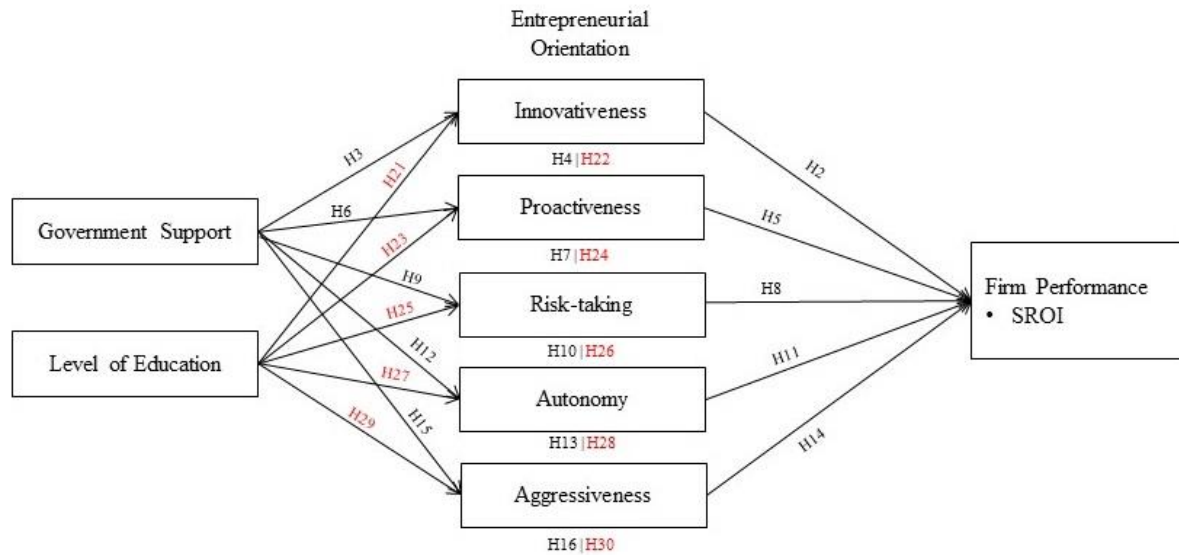 Entrepreneurial
Orientation
Innovativeness
H4 | H22
Proactiveness
H7 | H24
Risk-taking
H10 | H26
Autonomy
H13 | H28
Aggressiveness
H16 | H30
Government Support
Level of Education
H3
H21
H6
H23
H9
H25
H12
H27
H15
H29
H2
H5
H8
H11
H14
Firm Performance
• SROI